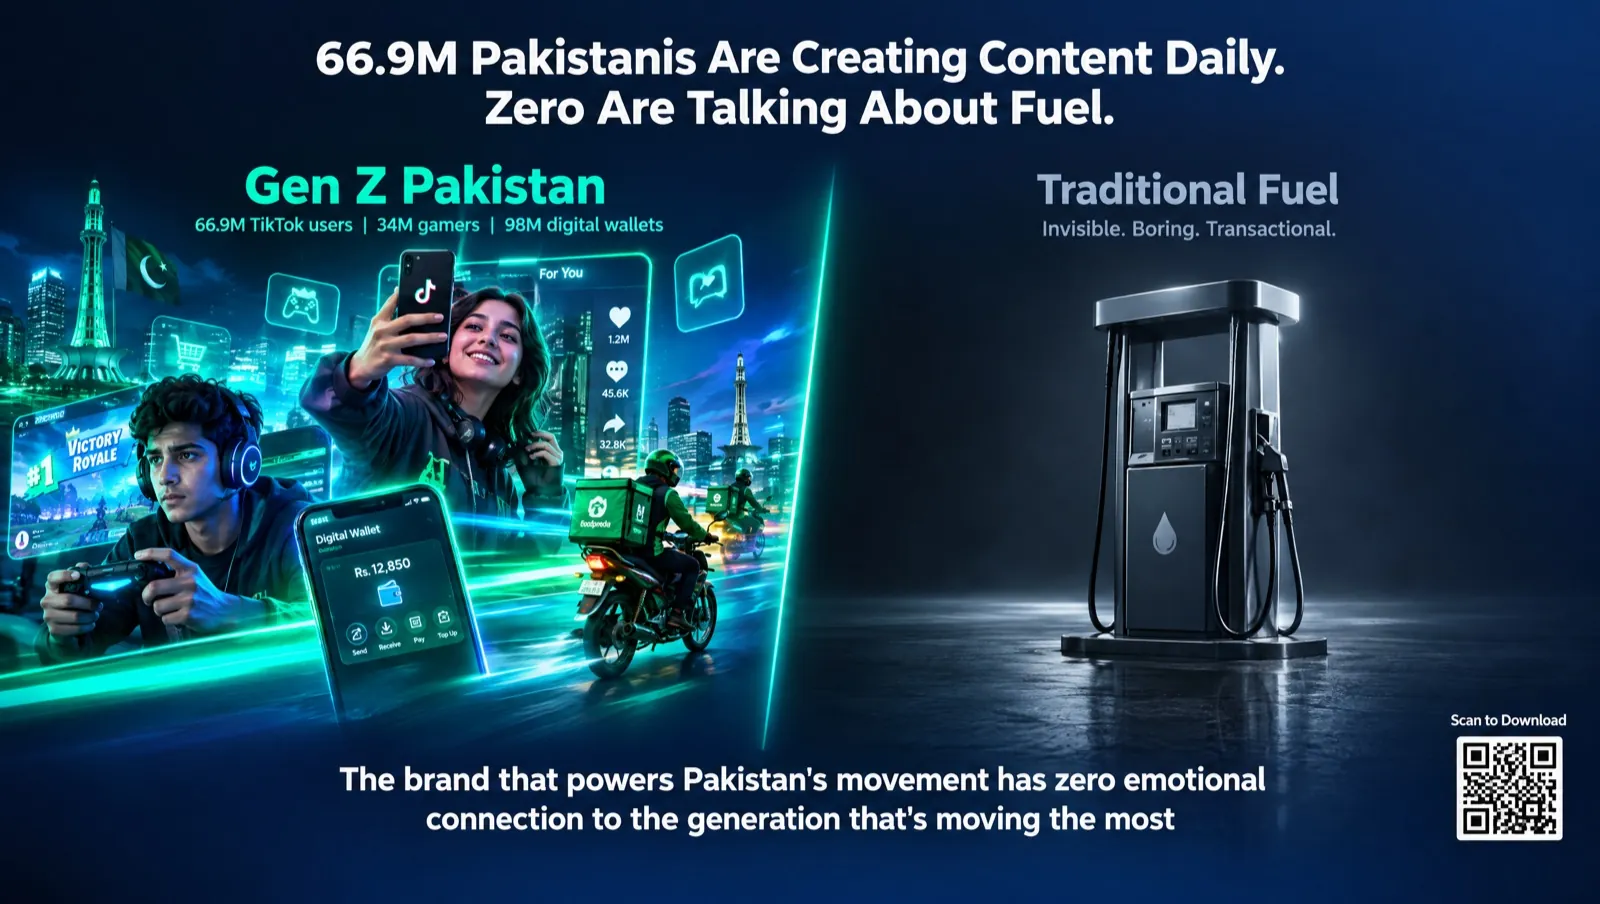 66.9M Pakistanis Are Creating Content Daily.
Zero Are Talking About Fuel.
Gen Z Pakistan
66.9M TikTok users | 34M gamers | 98M digital wallets
Traditional Fuel
Invisible. Boring. Transactional.
For You
1.2M
45.6K
32.8K
#1
VICTORY
ROYALE
Digital Wallet
Rs. 12,850
Send
Receive
Pay
Top Up
Scan to Download
The brand that powers Pakistan's movement has zero emotional
connection to the generation that's moving the most